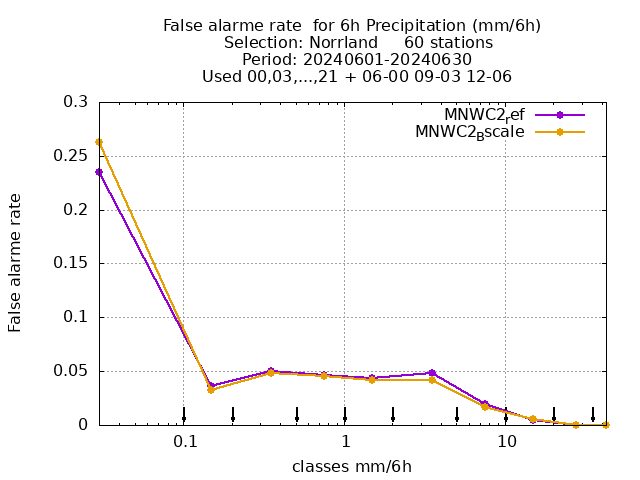 False alarme rate  for 6h Precipitation (mm/6h)
Selection: Norrland     60 stations
Period: 20240601-20240630
Used 00,03,...,21 + 06-00 09-03 12-06
MNWC2ref
MNWC2Bscale
0.3
0.25
0.2
0.15
0.1
0.05
0
False alarme rate
0.1 1 10
classes mm/6h